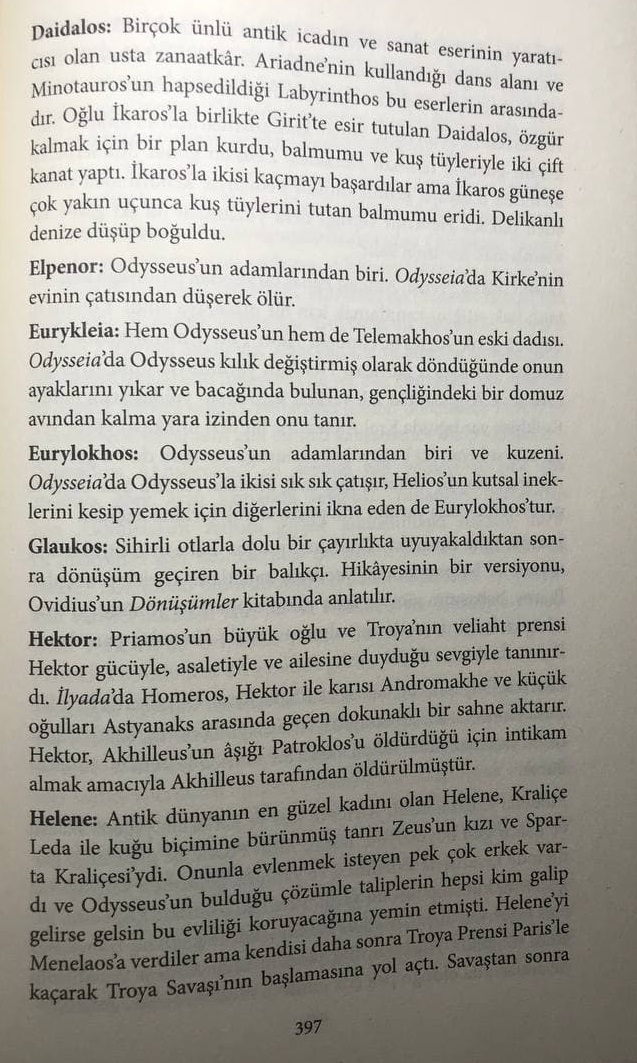 Daidalos: Birçok ünlü antik icadın ve sanat eserinin yaratı-
cısı olan usta zanaatkâr. Ariadne'nin kullandığı dans alanı ve
Minotauros'un hapsedildiği Labyrinthos bu eserlerin arasında-
dır. Oğlu İkaros'la birlikte Girit'te esir tutulan Daidalos, özgür
kalmak için bir plan kurdu, balmumu ve kuş tüyleriyle iki çift
kanat yaptı. İkaros'la ikisi kaçmayı başardılar ama İkaros güneşe
çok yakın uçunca kuş tüylerini tutan balmumu eridi. Delikanlı
denize düşüp boğuldu.
Elpenor: Odysseus'un adamlarından biri. Odysseia'da Kirke'nin
evinin çatısından düşerek ölür.
Eurykleia: Hem Odysseus'un hem de Telemakhos'un eski dadısı.
Odysseia'da Odysseus kılık değiştirmiş olarak döndüğünde onun
ayaklarını yıkar ve bacağında bulunan, gençliğindeki bir domuz
avından kalma yara izinden onu tanır.
Eurylokhos: Odysseus'un adamlarından biri ve kuzeni.
Odysseia'da Odysseus'la ikisi sık sık çatışır, Helios'un kutsal inek-
lerini kesip yemek için diğerlerini ikna eden de Eurylokhos'tur.
Glaukos: Sihirli otlarla dolu bir çayırlıkta uyuyakaldıktan son-
ra dönüşüm geçiren bir balıkçı. Hikâyesinin bir versiyonu,
Ovidius'un Dönüşümler kitabında anlatılır.
Hektor: Priamos'un büyük oğlu ve Troya'nın veliaht prensi
Hektor gücüyle, asaletiyle ve ailesine duyduğu sevgiyle tanınır-
dı. İlyada'da Homeros, Hektor ile karısı Andromakhe ve küçük
oğulları Astyanaks arasında geçen dokunaklı bir sahne aktarır.
Hektor, Akhilleus'un âşığı Patroklos'u öldürdüğü için intikam
almak amacıyla Akhilleus tarafından öldürülmüştür.
Helene: Antik dünyanın en güzel kadını olan Helene, Kraliçe
Leda ile kuğu biçimine bürünmüş tanrı Zeus'un kızı ve Spar-
ta Kraliçesi'ydi. Onunla evlenmek isteyen pek çok erkek var-
dı ve Odysseus'un bulduğu çözümle taliplerin hepsi kim galip
gelirse gelsin bu evliliği koruyacağına yemin etmişti. Helene'yi
Menelaos'a verdiler ama kendisi daha sonra Troya Prensi Paris'le
kaçarak Troya Savaşı'nın başlamasına yol açtı. Savaştan sonra
397